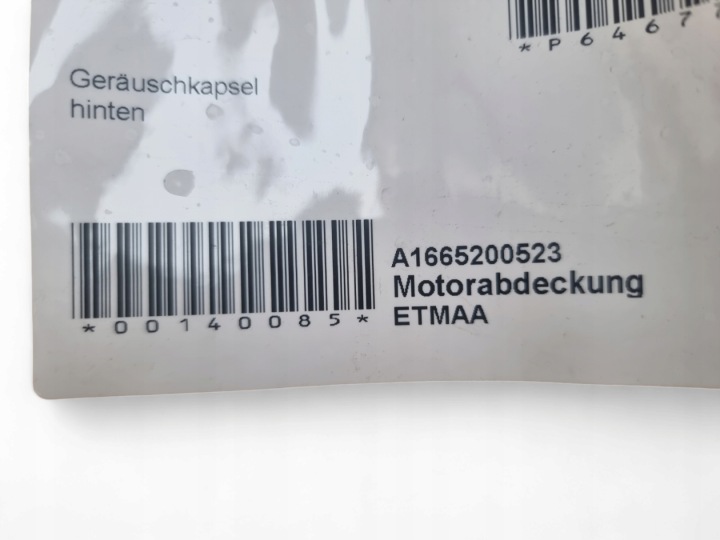 *P6467
Geräuschkapsel
hinten
A1665200523
Motorabdeckung
ETMAA
*00140085*